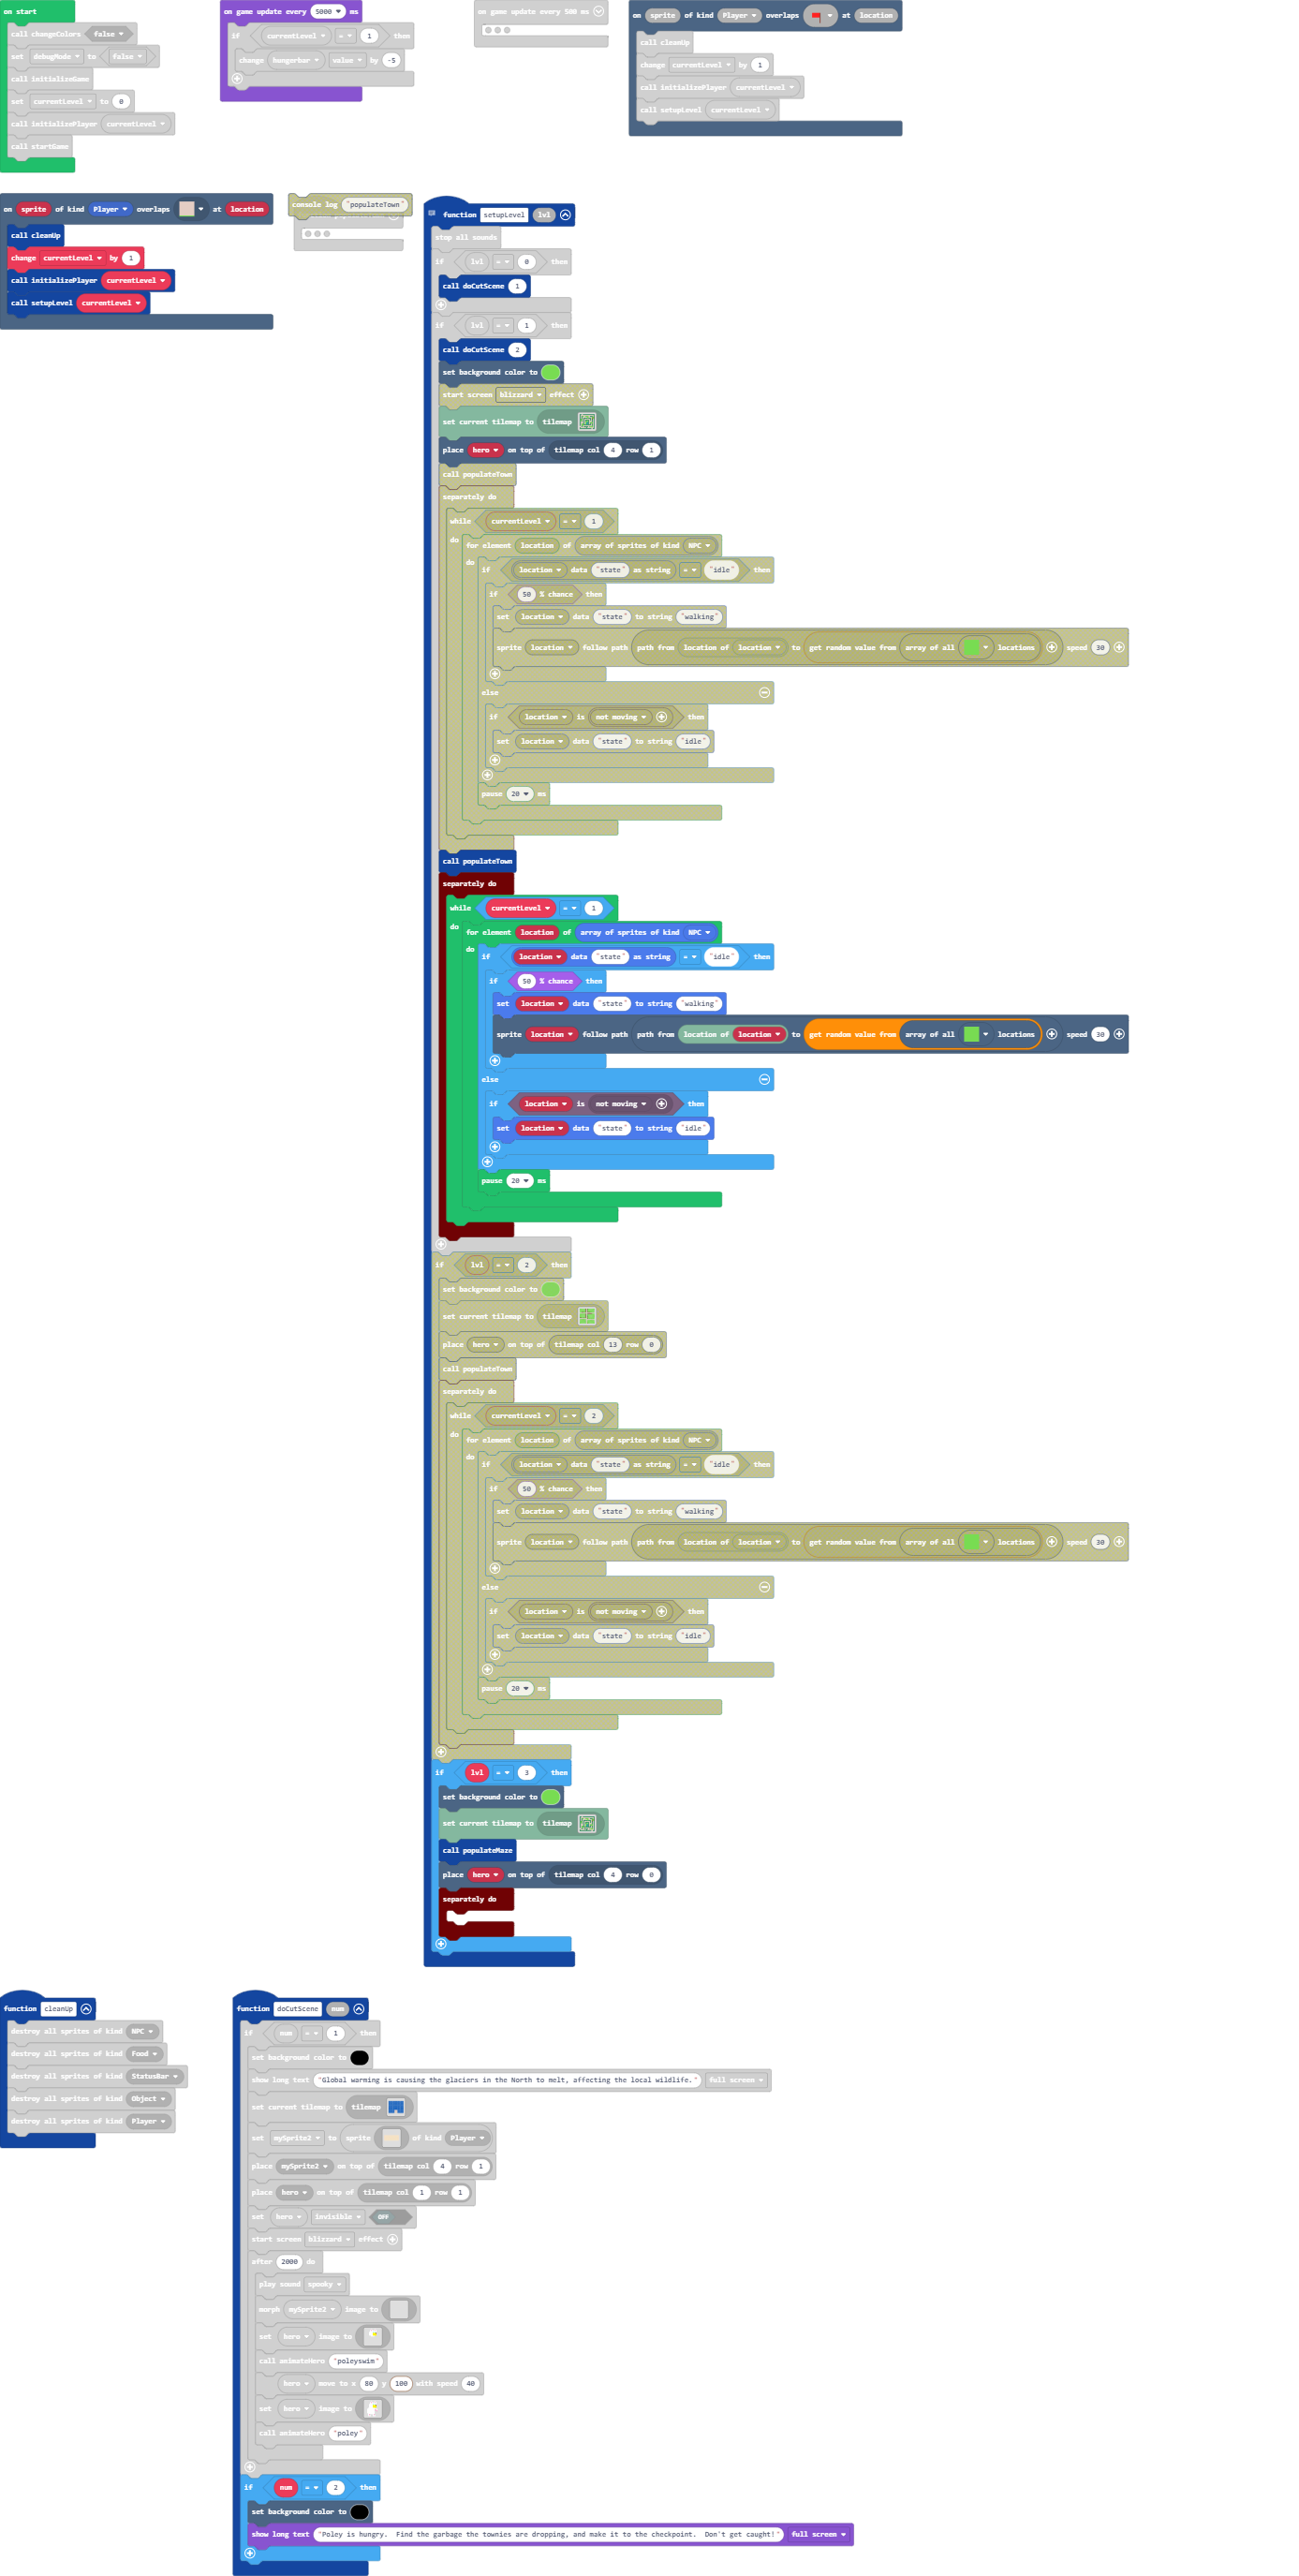 on start
call changeColors false
set debugMode to false
call initializeGame
set currentLevel to 0
call initializePlayer currentLevel
call startGame
on game update every 5000 ms
if currentLevel = 1 then
change hungerbar value by -5
on game update every 500 ms
on sprite of kind Player overlaps at location
call cleanUp
change currentLevel by 1
call initializePlayer currentLevel
call setupLevel currentLevel
on sprite of kind Player overlaps at location
call cleanUp
change currentLevel by 1
call initializePlayer currentLevel
call setupLevel currentLevel
console log "populateTown"
function setupLevel lvl
stop all sounds
if lvl = 0 then
call doCutScene 1
if lvl = 1 then
call doCutScene 2
set background color to
start screen blizzard effect
set current tilemap to tilemap
place hero on top of tilemap col 4 row 1
call populateTown
separately do
while currentLevel = 1
do for element location of array of sprites of kind NPC
do if location data "state" as string = "idle" then
if 50 % chance then
set location data "state" to string "walking"
sprite location follow path path from location of location to get random value from array of all locations speed 30
else
if location is not moving then
set location data "state" to string "idle"
pause 20 ms
call populateTown
separately do
while currentLevel = 1
do for element location of array of sprites of kind NPC
do if location data "state" as string = "idle" then
if 50 % chance then
set location data "state" to string "walking"
sprite location follow path path from location of location to get random value from array of all locations speed 30
else
if location is not moving then
set location data "state" to string "idle"
pause 20 ms
if lvl = 2 then
set background color to
set current tilemap to tilemap
place hero on top of tilemap col 13 row 0
call populateTown
separately do
while currentLevel = 2
do for element location of array of sprites of kind NPC
do if location data "state" as string = "idle" then
if 50 % chance then
set location data "state" to string "walking"
sprite location follow path path from location of location to get random value from array of all locations speed 30
else
if location is not moving then
set location data "state" to string "idle"
pause 20 ms
if lvl = 3 then
set background color to
set current tilemap to tilemap
call populateMaze
place hero on top of tilemap col 4 row 0
separately do
function cleanUp
destroy all sprites of kind NPC
destroy all sprites of kind Food
destroy all sprites of kind StatusBar
destroy all sprites of kind Object
destroy all sprites of kind Player
function doCutScene num
if num = 1 then
set background color to
show long text "Global warming is causing the glaciers in the North to melt, affecting the local wildlife." full screen
set current tilemap to tilemap
set mySprite2 to sprite of kind Player
place mySprite2 on top of tilemap col 4 row 1
place hero on top of tilemap col 1 row 1
set hero invisible OFF
start screen blizzard effect
after 2000 do
play sound spooky
morph mySprite2 image to
set hero image to
call animateHero "poleyswim"
hero move to x 80 y 100 with speed 40
set hero image to
call animateHero "poley"
if num = 2 then
set background color to
show long text "Poley is hungry. Find the garbage the townies are dropping, and make it to the checkpoint. Don't get caught!" full screen